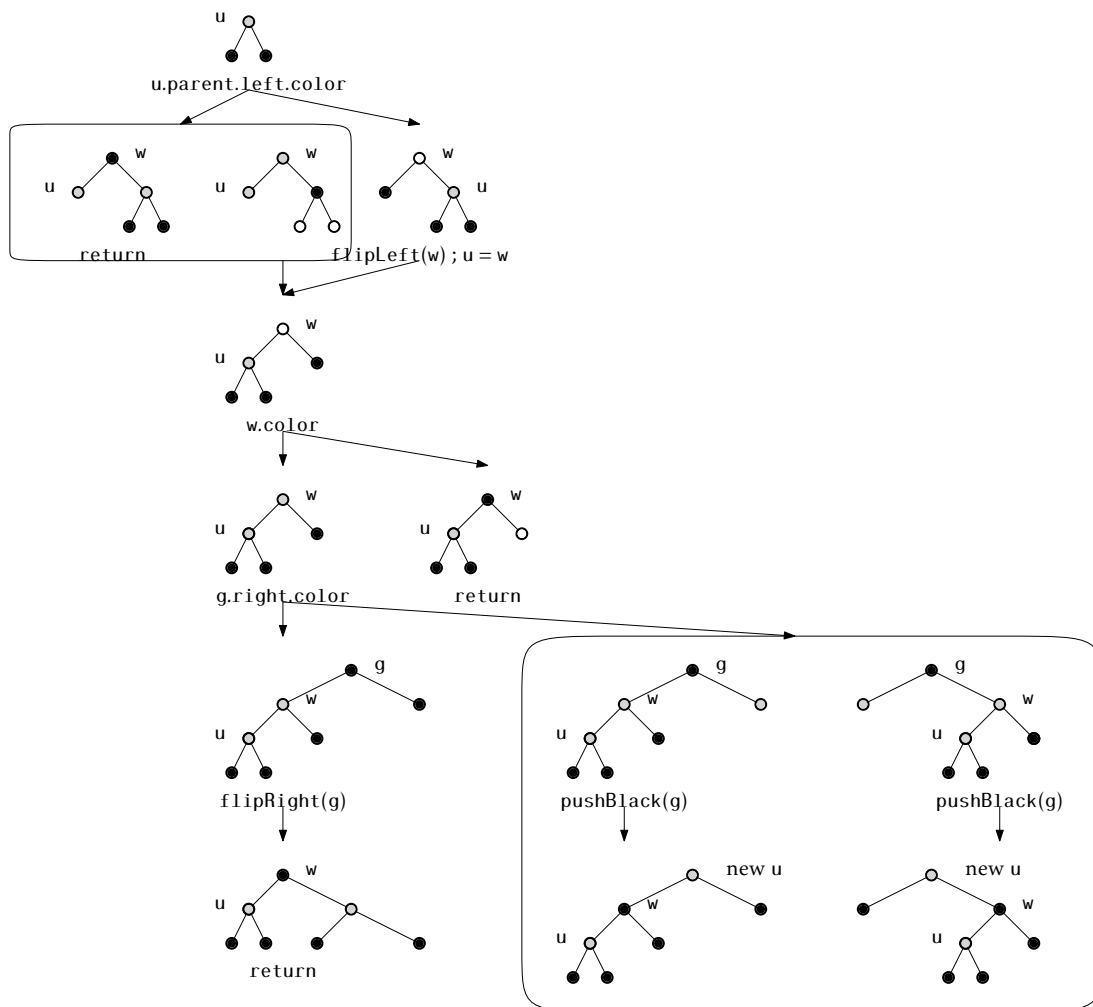 u
u.parent.left.color
w w w
u u u
return flipLeft(w) ; u = w
w
u
w.color
w w
u u
g.right.color return
g g g
w w w
u u u
flipRight(g) pushBlack(g) pushBlack(g)
w new u new u
u w w
u u
return